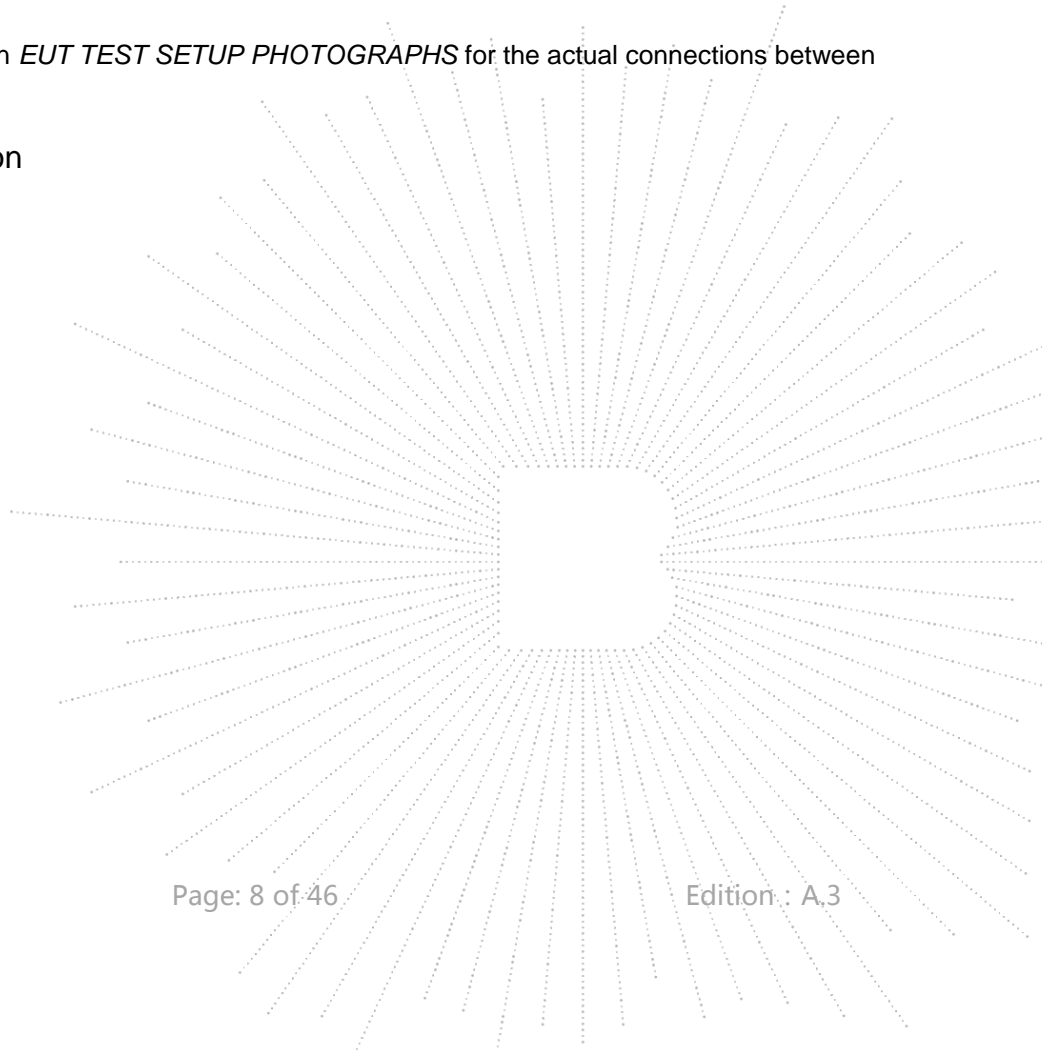 n EUT TEST SETUP PHOTOGRAPHS for the actual connections between
on
Page: 8 of 46 Edition : A.3